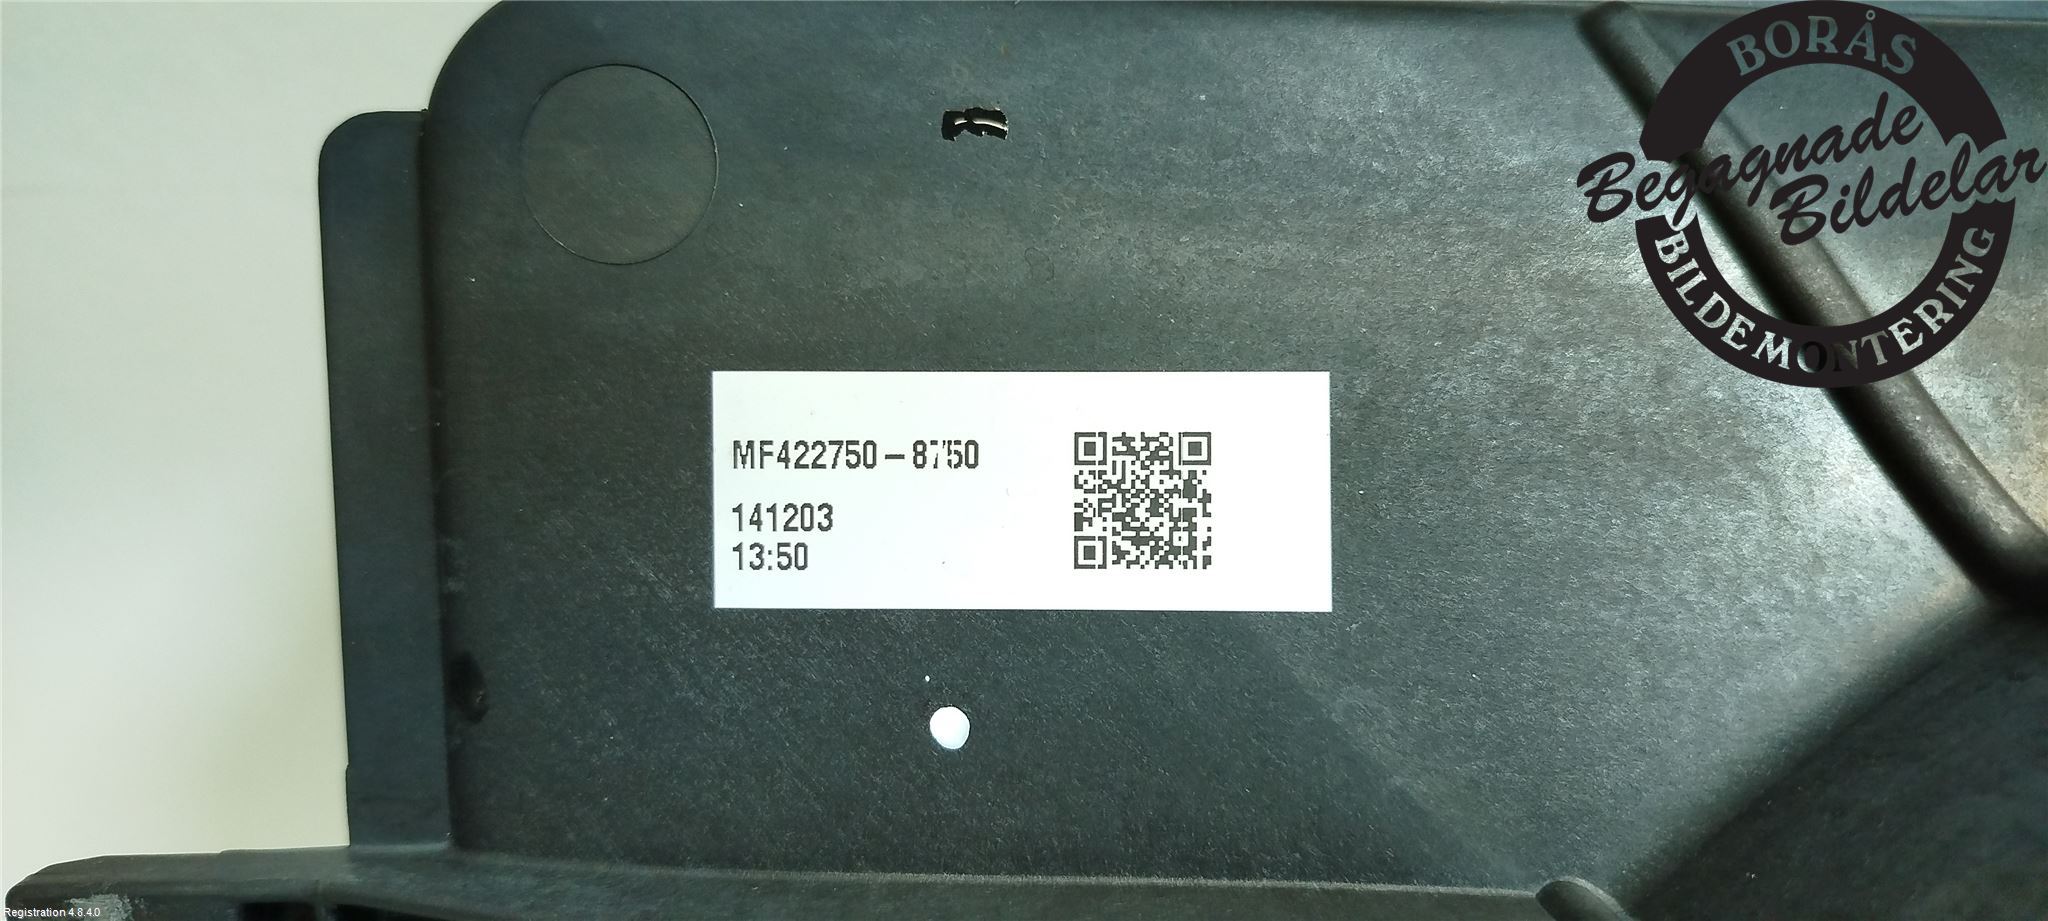 BORÅS
Begagnade
Bildelar
BILDEMONTERING
MF422750-8750
141203
13:50
Registration 4.8.4.0